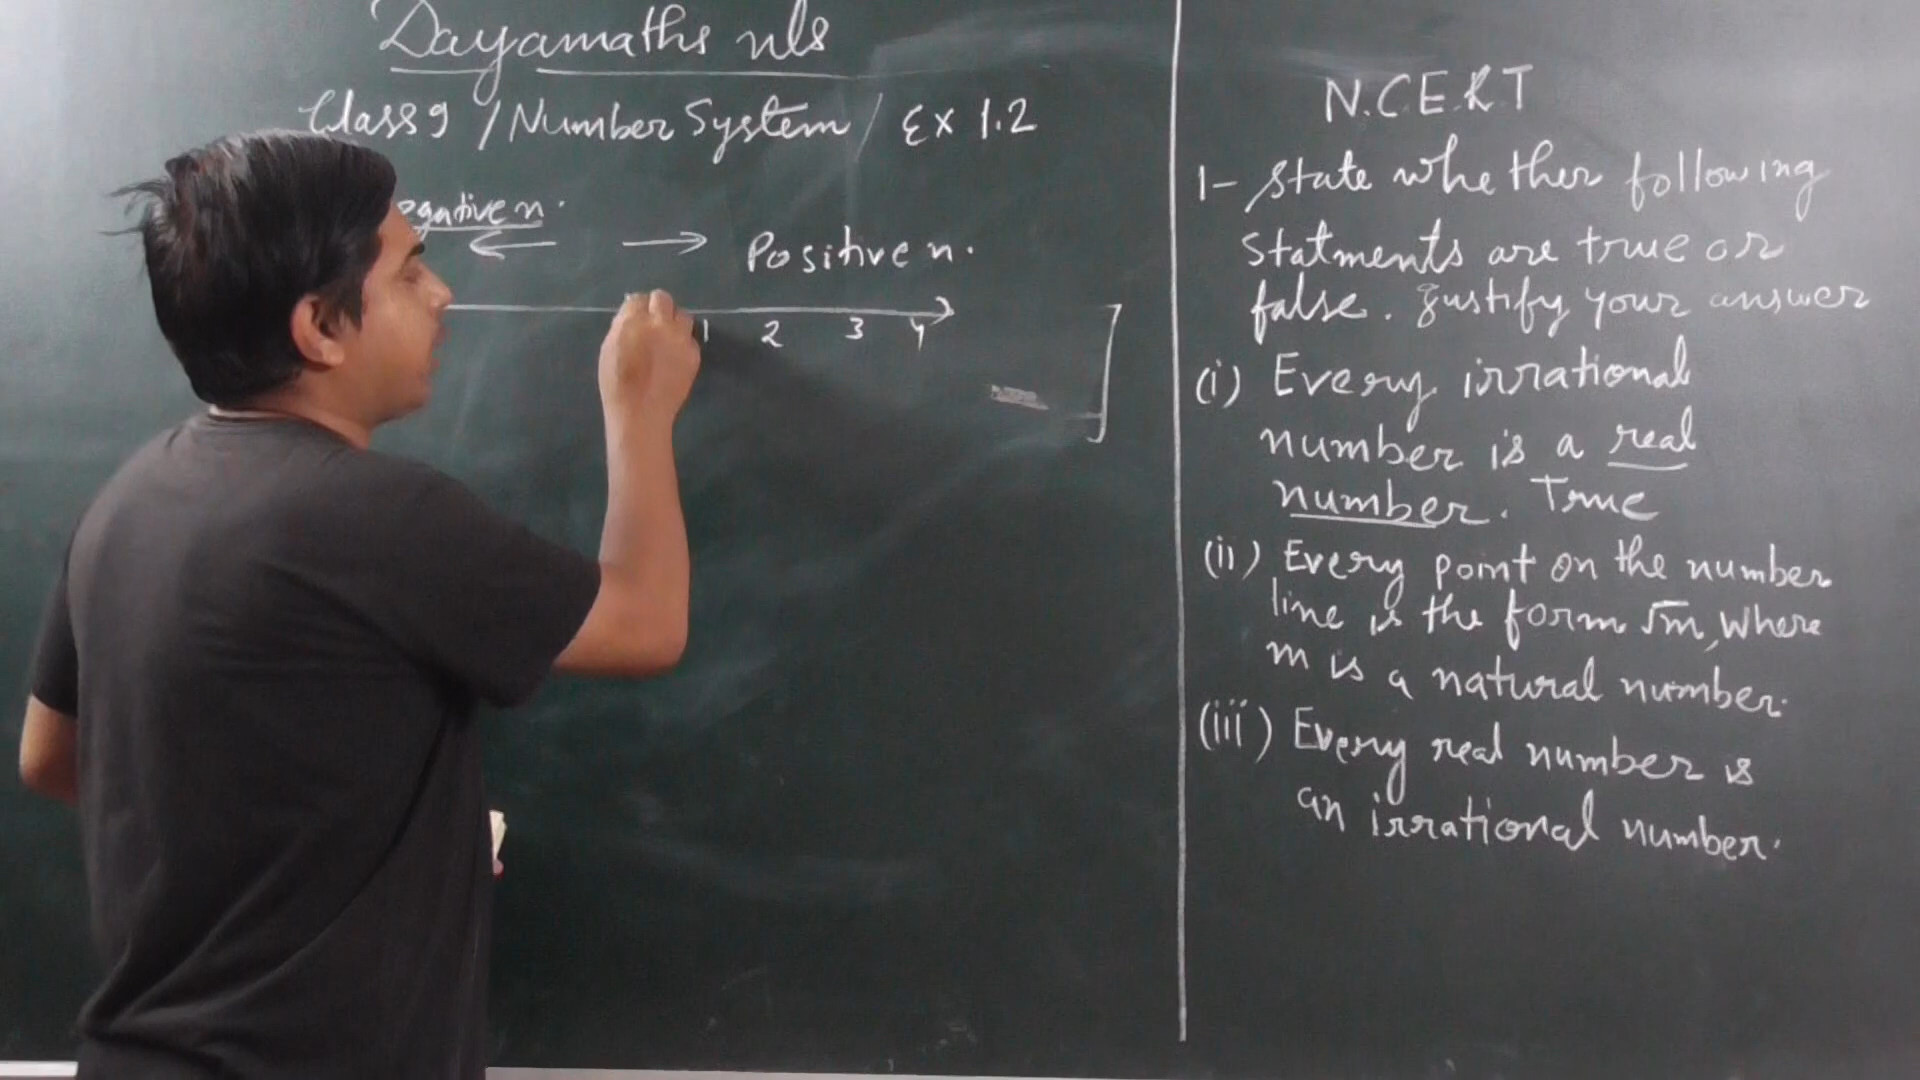 Dayamaths nls
Class 9 / Number System / Ex 1.2
egative n.
Positive n.
1 2 3 4
N.C.E.R.T
1- State whether following
Statments are true or
false. Justify your answer
(i) Every irrational
number is a real
number. True
(ii) Every point on the number
line is the form √m, where
m is a natural number.
(iii) Every real number is
an irrational number.